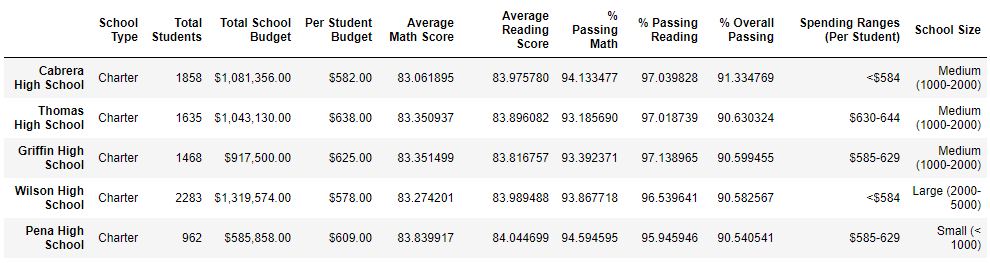 School Type Total Students Total School Budget Per Student Budget Average Math Score Average Reading Score % Passing Math % Passing Reading % Overall Passing Spending Ranges (Per Student) School Size
Cabrera High School Charter 1858 $1,081,356.00 $582.00 83.061895 83.975780 94.133477 97.039828 91.334769 <$584 Medium (1000-2000)
Thomas High School Charter 1635 $1,043,130.00 $638.00 83.350937 83.896082 93.185690 97.018739 90.630324 $630-644 Medium (1000-2000)
Griffin High School Charter 1468 $917,500.00 $625.00 83.351499 83.816757 93.392371 97.138965 90.599455 $585-629 Medium (1000-2000)
Wilson High School Charter 2283 $1,319,574.00 $578.00 83.274201 83.989488 93.867718 96.539641 90.582567 <$584 Large (2000-5000)
Pena High School Charter 962 $585,858.00 $609.00 83.839917 84.044699 94.594595 95.945946 90.540541 $585-629 Small (< 1000)